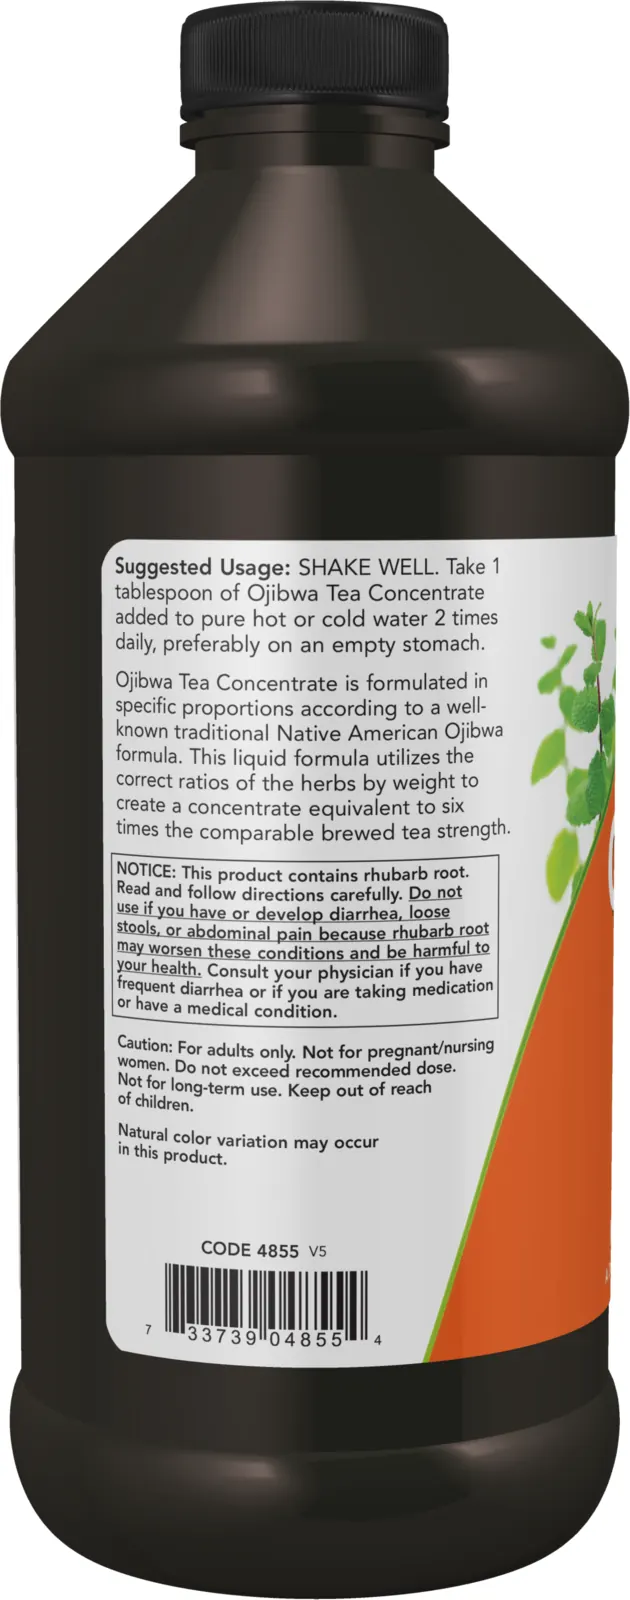 Suggested Usage: SHAKE WELL. Take 1
tablespoon of Ojibwa Tea Concentrate
added to pure hot or cold water 2 times
daily, preferably on an empty stomach.
Ojibwa Tea Concentrate is formulated in
specific proportions according to a well-
known traditional Native American Ojibwa
formula. This liquid formula utilizes the
correct ratios of the herbs by weight to
create a concentrate equivalent to six
times the comparable brewed tea strength.
NOTICE: This product contains rhubarb root.
Read and follow directions carefully. Do not
use if you have or develop diarrhea, loose
stools, or abdominal pain because rhubarb root
may worsen these conditions and be harmful to
your health. Consult your physician if you have
frequent diarrhea or if you are taking medication
or have a medical condition.
Caution: For adults only. Not for pregnant/nursing
women. Do not exceed recommended dose.
Not for long-term use. Keep out of reach
of children.
Natural color variation may occur
in this product.
CODE 4855 V5
7 33739 04855 4